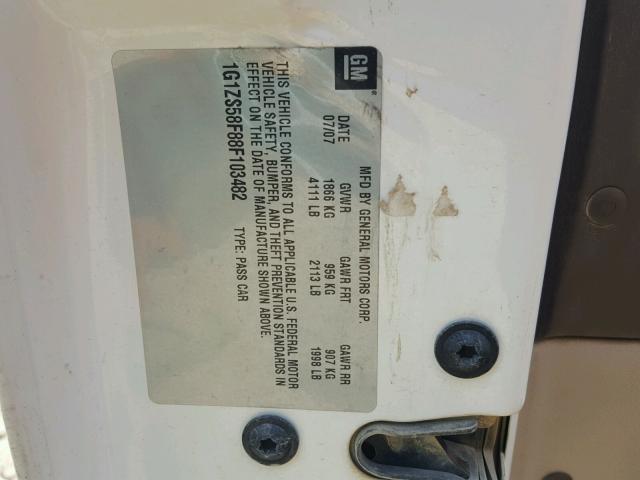 GM
MFD BY GENERAL MOTORS CORP.
DATE GVWR GAWR FRT GAWR RR
07/07 1866 KG 959 KG 907 KG
4111 LB 2113 LB 1998 LB
THIS VEHICLE CONFORMS TO ALL APPLICABLE U.S. FEDERAL MOTOR
VEHICLE SAFETY, BUMPER, AND THEFT PREVENTION STANDARDS IN
EFFECT ON THE DATE OF MANUFACTURE SHOWN ABOVE.
1G1ZS58F88F103482 TYPE: PASS CAR